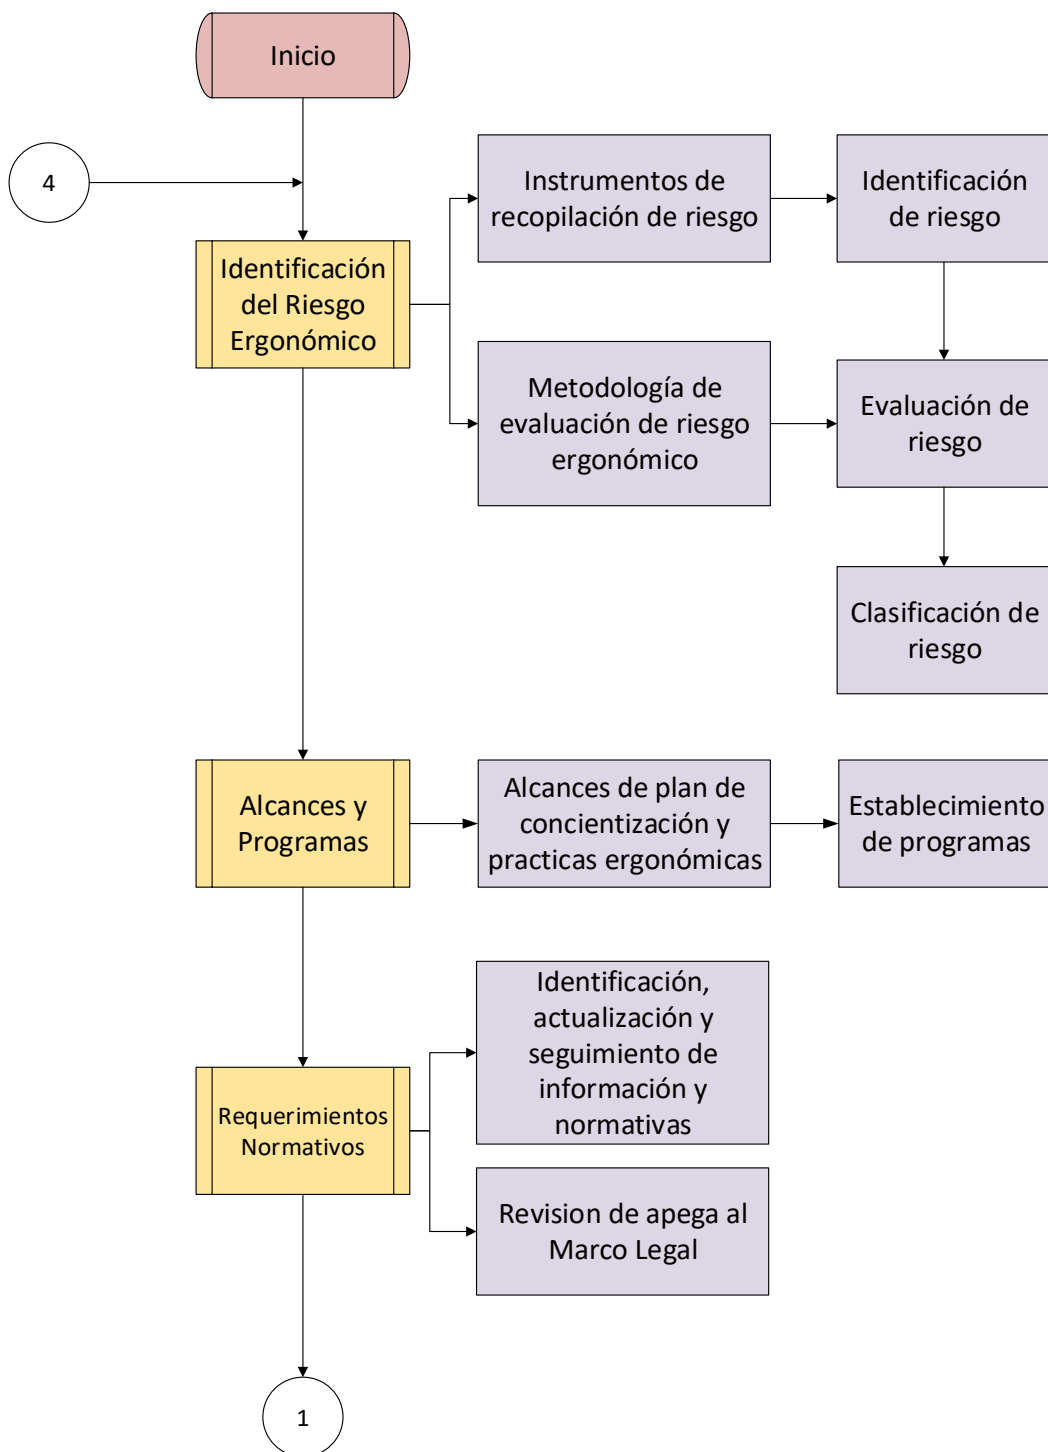 Inicio
4
Instrumentos de
recopilación de riesgo
Identificación
de riesgo
Identificación
del Riesgo
Ergonómico
Metodología de
evaluación de riesgo
ergonómico
Evaluación de
riesgo
Clasificación de
riesgo
Alcances y
Programas
Alcances de plan de
concientización y
practicas ergonómicas
Establecimiento
de programas
Identificación,
actualización y
seguimiento de
información y
normativas
Requerimientos
Normativos
Revision de apega al
Marco Legal
1